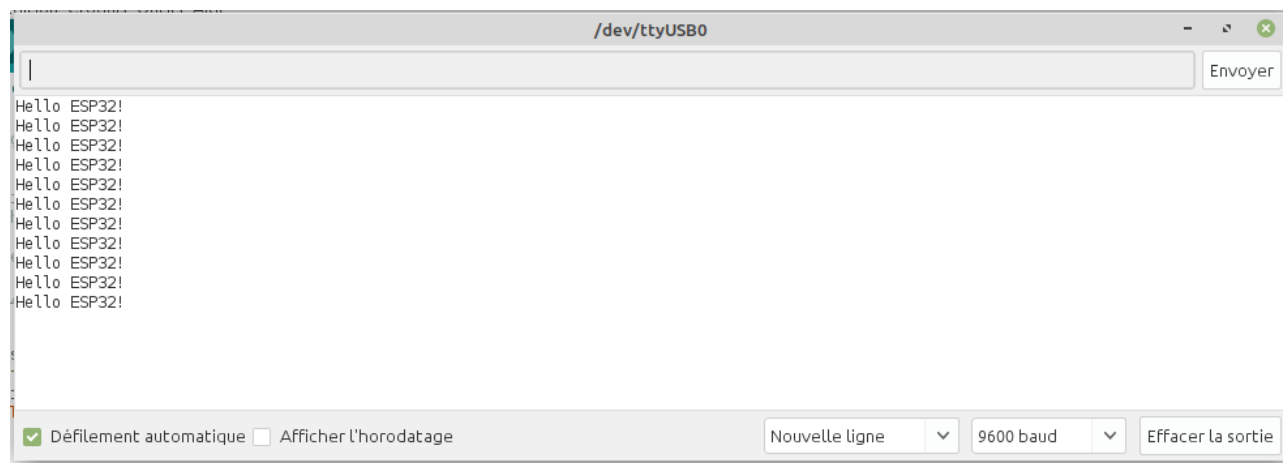 /dev/ttyUSB0
Envoyer
Hello ESP32!
Hello ESP32!
Hello ESP32!
Hello ESP32!
Hello ESP32!
Hello ESP32!
Hello ESP32!
Hello ESP32!
Hello ESP32!
Hello ESP32!
Hello ESP32!
Défilement automatique Afficher l'horodatage Nouvelle ligne 9600 baud Effacer la sortie